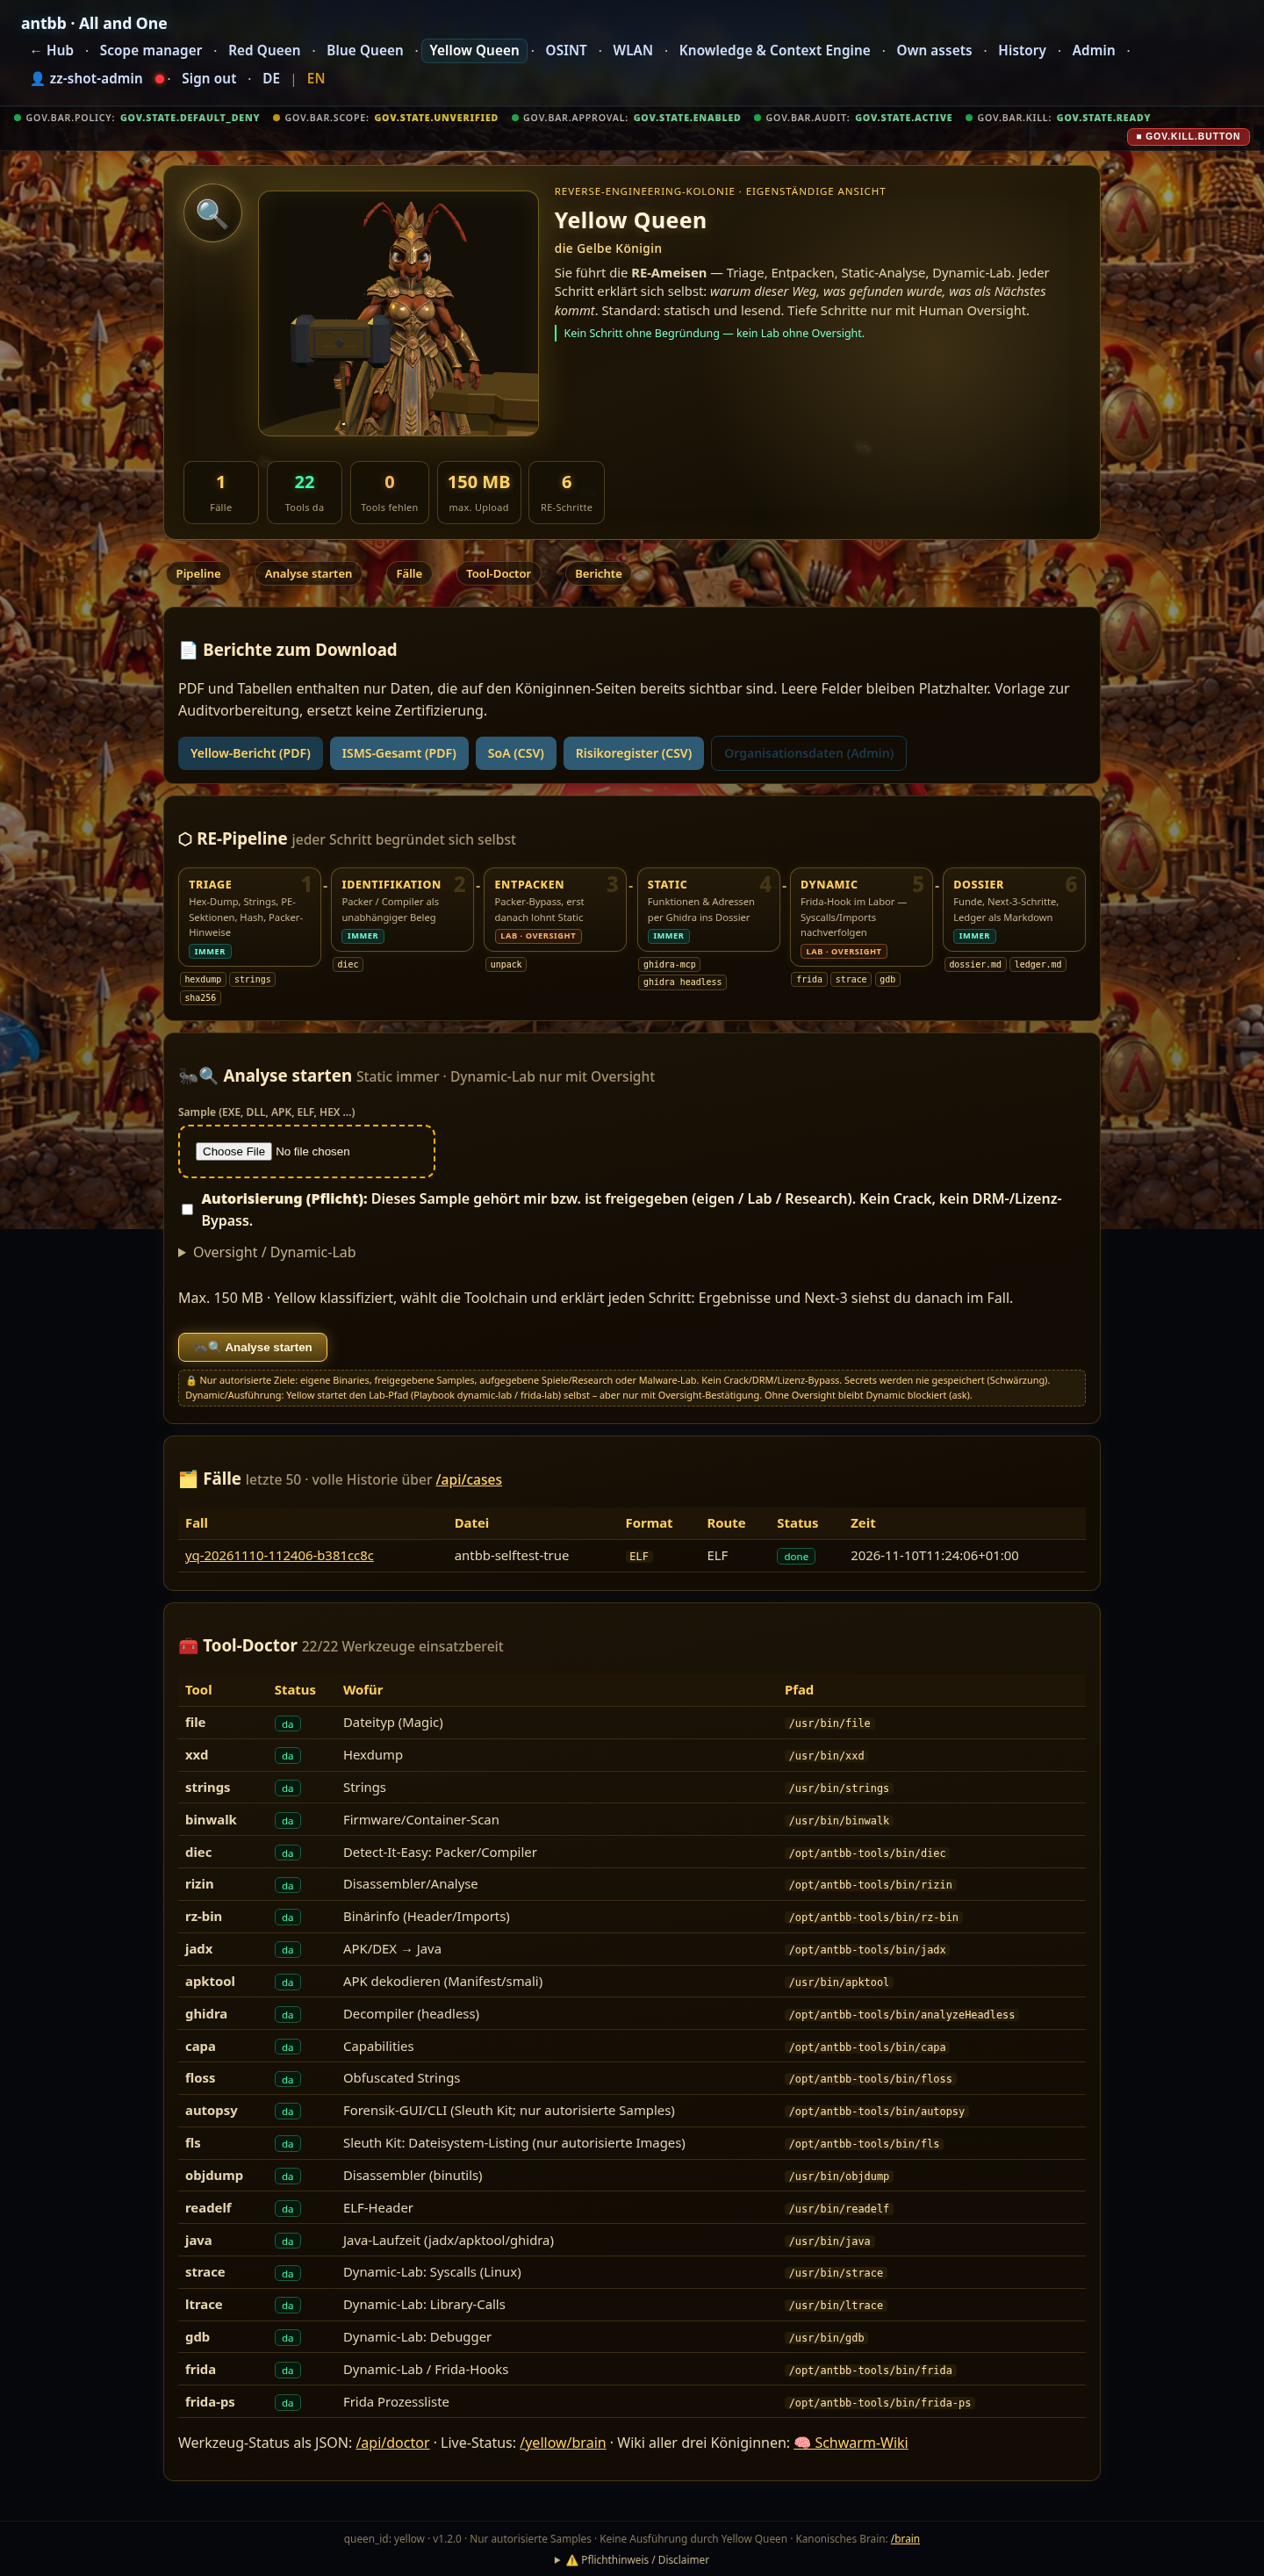 antbb · All and One
← Hub · Scope manager · Red Queen · Blue Queen · Yellow Queen · OSINT · WLAN · Knowledge & Context Engine · Own assets · History · Admin ·
👤 zz-shot-admin · Sign out · DE | EN
GOV.BAR.POLICY: GOV.STATE.DEFAULT_DENY GOV.BAR.SCOPE: GOV.STATE.UNVERIFIED GOV.BAR.APPROVAL: GOV.STATE.ENABLED GOV.BAR.AUDIT: GOV.STATE.ACTIVE GOV.BAR.KILL: GOV.STATE.READY
■ GOV.KILL.BUTTON
REVERSE-ENGINEERING-KOLONIE · EIGENSTÄNDIGE ANSICHT
Yellow Queen
die Gelbe Königin
Sie führt die RE-Ameisen — Triage, Entpacken, Static-Analyse, Dynamic-Lab. Jeder
Schritt erklärt sich selbst: warum dieser Weg, was gefunden wurde, was als Nächstes
kommt. Standard: statisch und lesend. Tiefe Schritte nur mit Human Oversight.
Kein Schritt ohne Begründung — kein Lab ohne Oversight.
1 22 0 150 MB 6
Fälle Tools da Tools fehlen max. Upload RE-Schritte
Pipeline Analyse starten Fälle Tool-Doctor Berichte
📄 Berichte zum Download
PDF und Tabellen enthalten nur Daten, die auf den Königinnen-Seiten bereits sichtbar sind. Leere Felder bleiben Platzhalter. Vorlage zur
Auditvorbereitung, ersetzt keine Zertifizierung.
Yellow-Bericht (PDF) ISMS-Gesamt (PDF) SoA (CSV) Risikoregister (CSV) Organisationsdaten (Admin)
⬡ RE-Pipeline jeder Schritt begründet sich selbst
TRIAGE 1
Hex-Dump, Strings, PE-
Sektionen, Hash, Packer-
Hinweise
IMMER
hexdump strings
sha256
IDENTIFIKATION 2
Packer / Compiler als
unabhängiger Beleg
IMMER
diec
ENTPACKEN 3
Packer-Bypass, erst
danach lohnt Static
LAB · OVERSIGHT
unpack
STATIC 4
Funktionen & Adressen
per Ghidra ins Dossier
IMMER
ghidra-mcp
ghidra headless
DYNAMIC 5
Frida-Hook im Labor —
Syscalls/Imports
nachverfolgen
LAB · OVERSIGHT
frida strace gdb
DOSSIER 6
Funde, Next-3-Schritte,
Ledger als Markdown
IMMER
dossier.md ledger.md
🐜🔍 Analyse starten Static immer · Dynamic-Lab nur mit Oversight
Sample (EXE, DLL, APK, ELF, HEX …)
Choose File No file chosen
Autorisierung (Pflicht): Dieses Sample gehört mir bzw. ist freigegeben (eigen / Lab / Research). Kein Crack, kein DRM-/Lizenz-
Bypass.
▶ Oversight / Dynamic-Lab
Max. 150 MB · Yellow klassifiziert, wählt die Toolchain und erklärt jeden Schritt: Ergebnisse und Next-3 siehst du danach im Fall.
🐜🔍 Analyse starten
🔒 Nur autorisierte Ziele: eigene Binaries, freigegebene Samples, aufgegebene Spiele/Research oder Malware-Lab. Kein Crack/DRM/Lizenz-Bypass. Secrets werden nie gespeichert (Schwärzung).
Dynamic/Ausführung: Yellow startet den Lab-Pfad (Playbook dynamic-lab / frida-lab) selbst – aber nur mit Oversight-Bestätigung. Ohne Oversight bleibt Dynamic blockiert (ask).
🗂️ Fälle letzte 50 · volle Historie über /api/cases
Fall Datei Format Route Status Zeit
yq-20261110-112406-b381cc8c antbb-selftest-true ELF ELF done 2026-11-10T11:24:06+01:00
🧰 Tool-Doctor 22/22 Werkzeuge einsatzbereit
Tool Status Wofür Pfad
file da Dateityp (Magic) /usr/bin/file
xxd da Hexdump /usr/bin/xxd
strings da Strings /usr/bin/strings
binwalk da Firmware/Container-Scan /usr/bin/binwalk
diec da Detect-It-Easy: Packer/Compiler /opt/antbb-tools/bin/diec
rizin da Disassembler/Analyse /opt/antbb-tools/bin/rizin
rz-bin da Binärinfo (Header/Imports) /opt/antbb-tools/bin/rz-bin
jadx da APK/DEX → Java /opt/antbb-tools/bin/jadx
apktool da APK dekodieren (Manifest/smali) /usr/bin/apktool
ghidra da Decompiler (headless) /opt/antbb-tools/bin/analyzeHeadless
capa da Capabilities /opt/antbb-tools/bin/capa
floss da Obfuscated Strings /opt/antbb-tools/bin/floss
autopsy da Forensik-GUI/CLI (Sleuth Kit; nur autorisierte Samples) /opt/antbb-tools/bin/autopsy
fls da Sleuth Kit: Dateisystem-Listing (nur autorisierte Images) /opt/antbb-tools/bin/fls
objdump da Disassembler (binutils) /usr/bin/objdump
readelf da ELF-Header /usr/bin/readelf
java da Java-Laufzeit (jadx/apktool/ghidra) /usr/bin/java
strace da Dynamic-Lab: Syscalls (Linux) /usr/bin/strace
ltrace da Dynamic-Lab: Library-Calls /usr/bin/ltrace
gdb da Dynamic-Lab: Debugger /usr/bin/gdb
frida da Dynamic-Lab / Frida-Hooks /opt/antbb-tools/bin/frida
frida-ps da Frida Prozessliste /opt/antbb-tools/bin/frida-ps
Werkzeug-Status als JSON: /api/doctor · Live-Status: /yellow/brain · Wiki aller drei Königinnen: 🧠 Schwarm-Wiki
queen_id: yellow · v1.2.0 · Nur autorisierte Samples · Keine Ausführung durch Yellow Queen · Kanonisches Brain: /brain
▶ ⚠️ Pflichthinweis / Disclaimer